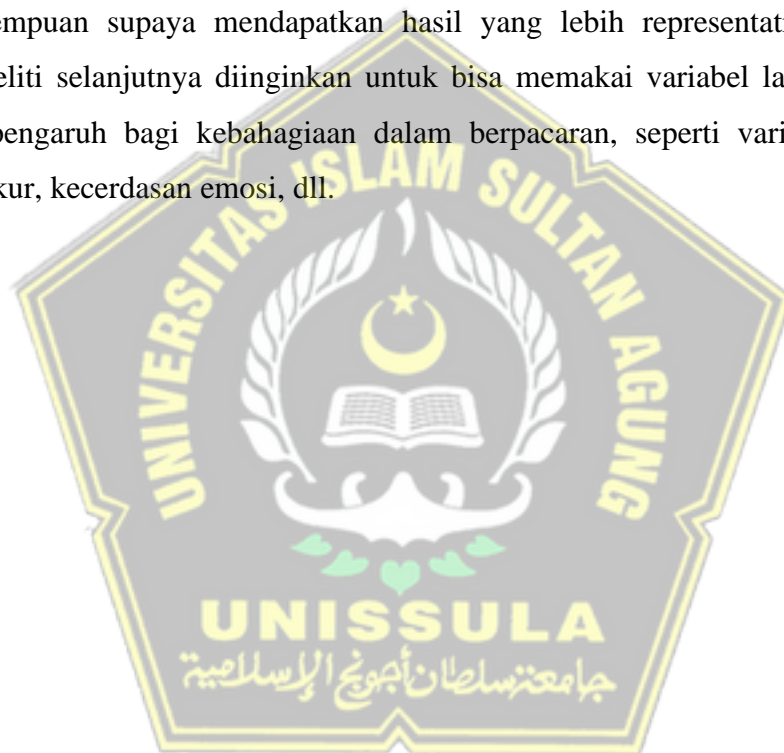 empuan supaya mendapatkan hasil yang lebih representati
eliti selanjutnya diinginkan untuk bisa memakai variabel la
pengaruh bagi kebahagiaan dalam berpacaran, seperti vari
kur, kecerdasan emosi, dll.
UNIVERSITAS ISLAM SULTAN AGUNG
UNISSULA
جامعة سلطان أجونج الإسلامية